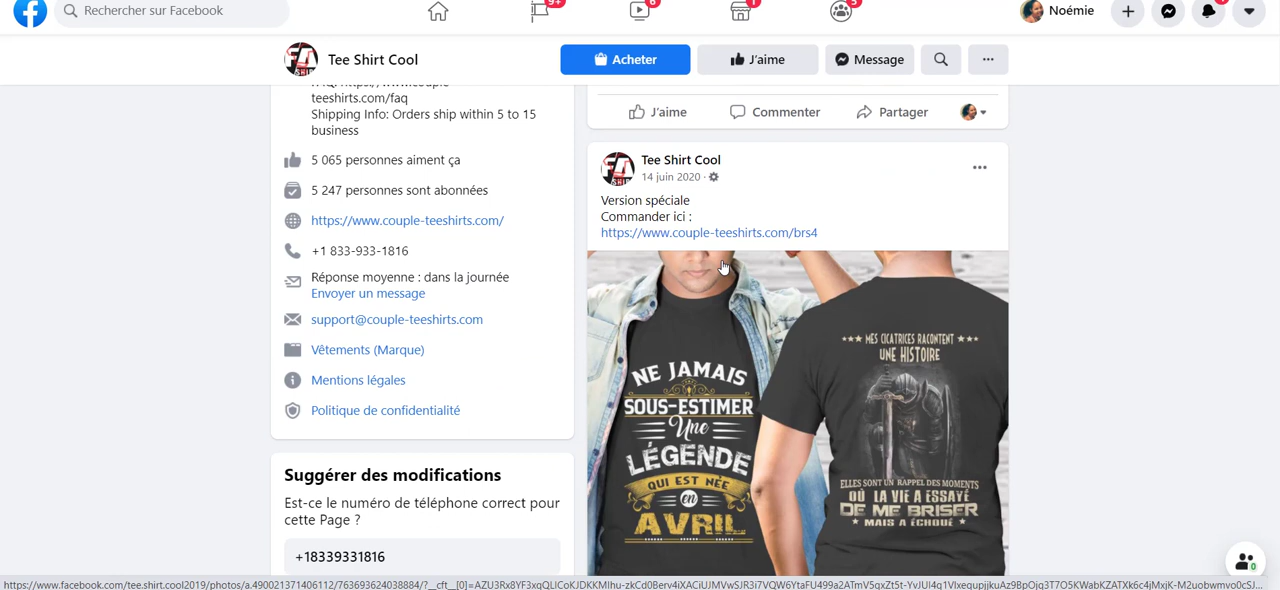 Rechercher sur Facebook
9+
6
1
5
Noémie
Tee Shirt Cool
Acheter
J'aime
Message
teeshirts.com/faq
Shipping Info: Orders ship within 5 to 15
business
5 065 personnes aiment ça
5 247 personnes sont abonnées
https://www.couple-teeshirts.com/
+1 833-933-1816
Réponse moyenne : dans la journée
Envoyer un message
support@couple-teeshirts.com
Vêtements (Marque)
Mentions légales
Politique de confidentialité
Suggérer des modifications
Est-ce le numéro de téléphone correct pour
cette Page ?
+18339331816
J'aime
Commenter
Partager
Tee Shirt Cool
14 juin 2020
Version spéciale
Commander ici :
https://www.couple-teeshirts.com/brs4
NE JAMAIS
SOUS-ESTIMER
Une
LÉGENDE
QUI EST NÉE
en
AVRIL
MES CICATRICES RACONTENT
UNE HISTOIRE
ELLES SONT UN RAPPEL DES MOMENTS
OÙ LA VIE A ESSAYÉ
DE ME BRISER
MAIS A ÉCHOUÉ
0